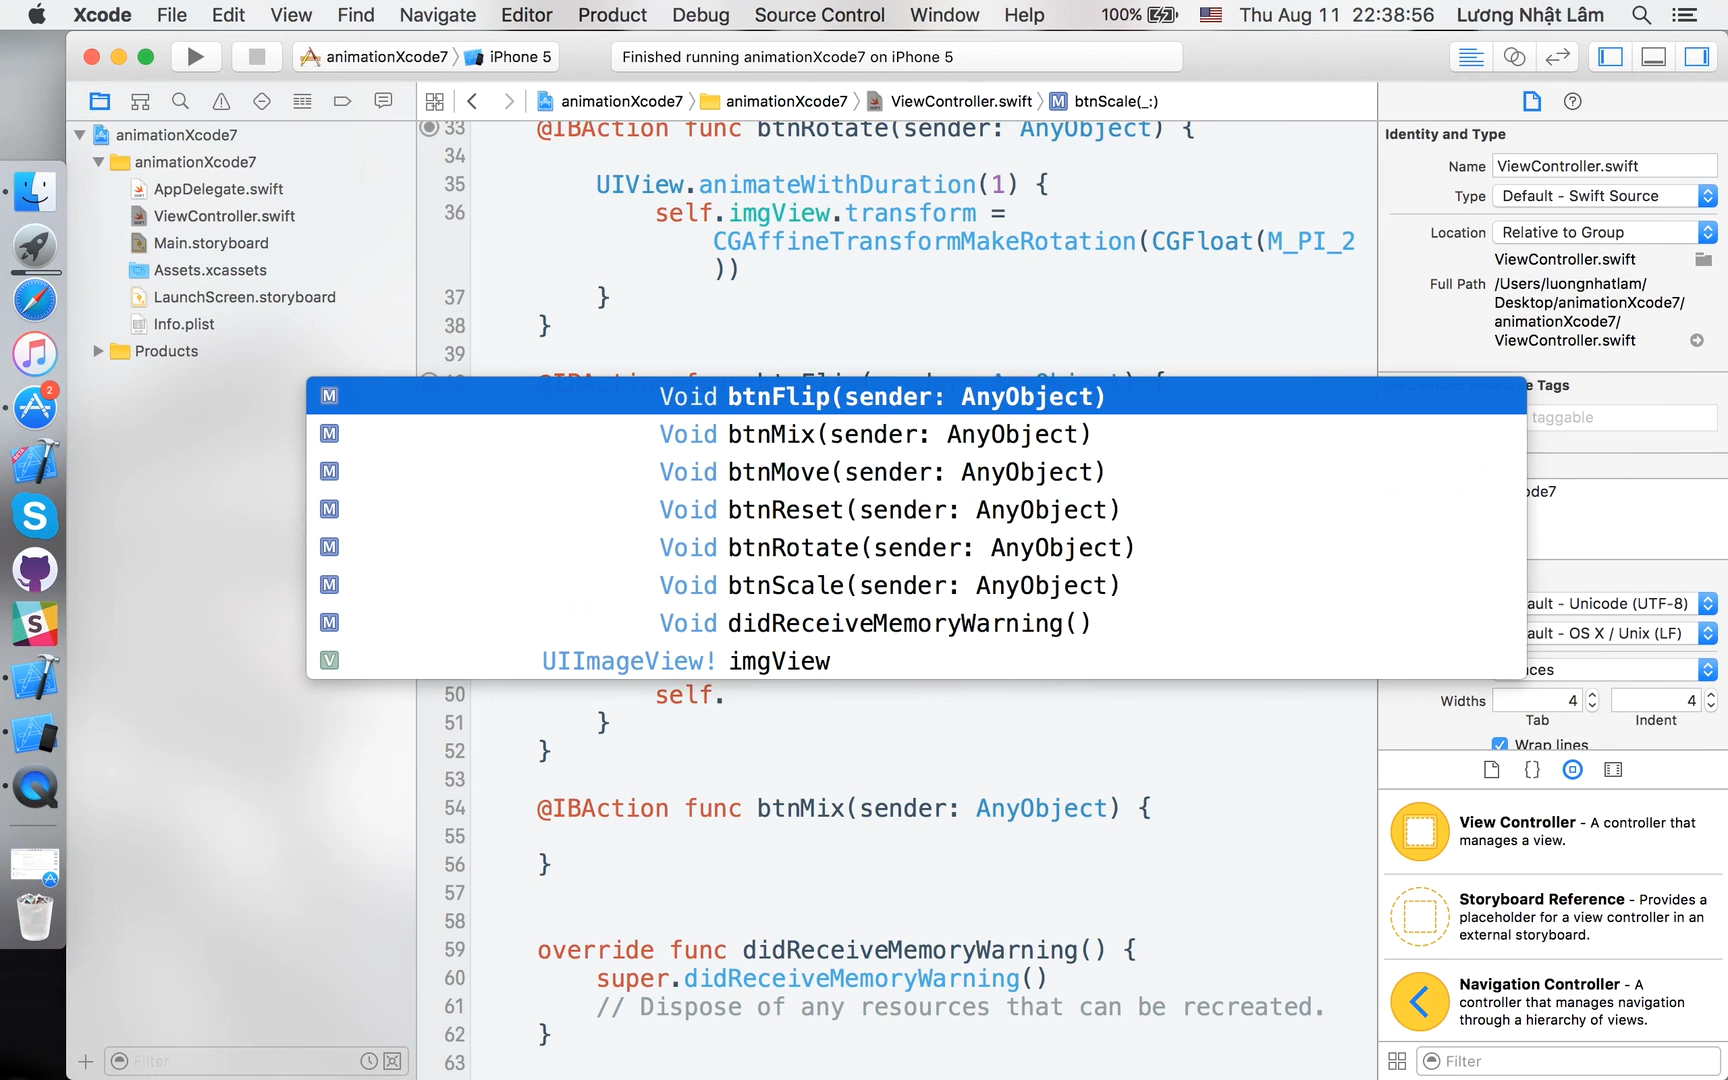 Xcode File Edit View Find Navigate Editor Product Debug Source Control Window Help 100% Thu Aug 11 22:38:56 Lương Nhật Lâm
animationXcode7 iPhone 5
Finished running animationXcode7 on iPhone 5
animationXcode7 animationXcode7 ViewController.swift M btnScale(_:)
animationXcode7
animationXcode7
AppDelegate.swift
ViewController.swift
Main.storyboard
Assets.xcassets
LaunchScreen.storyboard
Info.plist
Products
33 @IBAction func btnRotate(sender: AnyObject) {
34
35 UIView.animateWithDuration(1) {
36 self.imgView.transform =
CGAffineTransformMakeRotation(CGFloat(M_PI_2
))
37 }
38 }
39
M Void btnFlip(sender: AnyObject)
M Void btnMix(sender: AnyObject)
M Void btnMove(sender: AnyObject)
M Void btnReset(sender: AnyObject)
M Void btnRotate(sender: AnyObject)
M Void btnScale(sender: AnyObject)
M Void didReceiveMemoryWarning()
V UIImageView! imgView
50 self.
51 }
52 }
53
54 @IBAction func btnMix(sender: AnyObject) {
55
56 }
57
58
59 override func didReceiveMemoryWarning() {
60 super.didReceiveMemoryWarning()
61 // Dispose of any resources that can be recreated.
62 }
63
Identity and Type
Name ViewController.swift
Type Default - Swift Source
Location Relative to Group
ViewController.swift
Full Path /Users/luongnhatlam/
Desktop/animationXcode7/
animationXcode7/
ViewController.swift
Tags
taggable
ode7
ault - Unicode (UTF-8)
ault - OS X / Unix (LF)
ces
Widths 4 4
Tab Indent
Wrap lines
View Controller - A controller that
manages a view.
Storyboard Reference - Provides a
placeholder for a view controller in an
external storyboard.
Navigation Controller - A
controller that manages navigation
through a hierarchy of views.
Filter
Filter
2
BETA
S
S